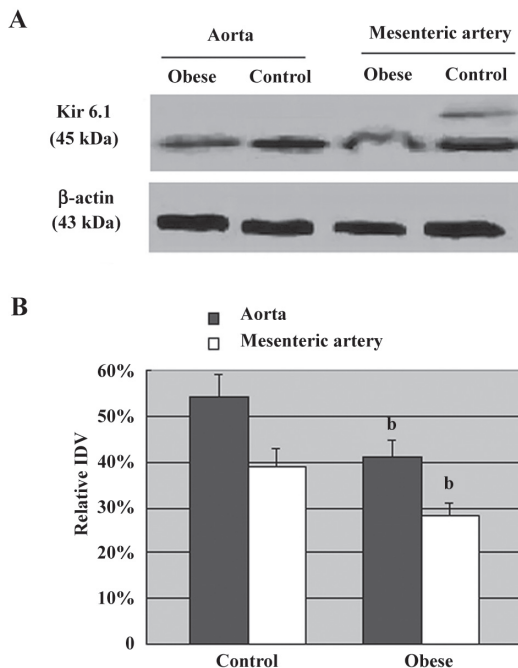 A
Aorta Mesenteric artery
Obese Control Obese Control
Kir 6.1
(45 kDa)
β-actin
(43 kDa)
B
Aorta
Mesenteric artery
60%
50%
40%
30%
20%
10%
0
Relative IDV
b
b
Control Obese